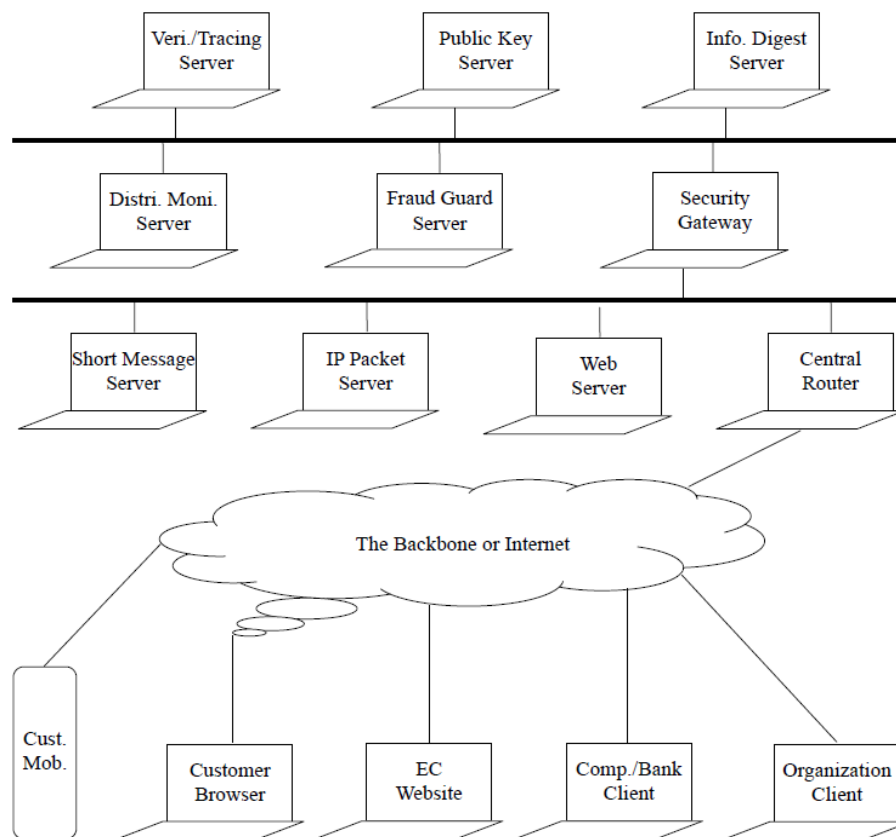 Veri./Tracing
Server
Public Key
Server
Info. Digest
Server
Distri. Moni.
Server
Fraud Guard
Server
Security
Gateway
Short Message
Server
IP Packet
Server
Web
Server
Central
Router
The Backbone or Internet
Cust.
Mob.
Customer
Browser
EC
Website
Comp./Bank
Client
Organization
Client